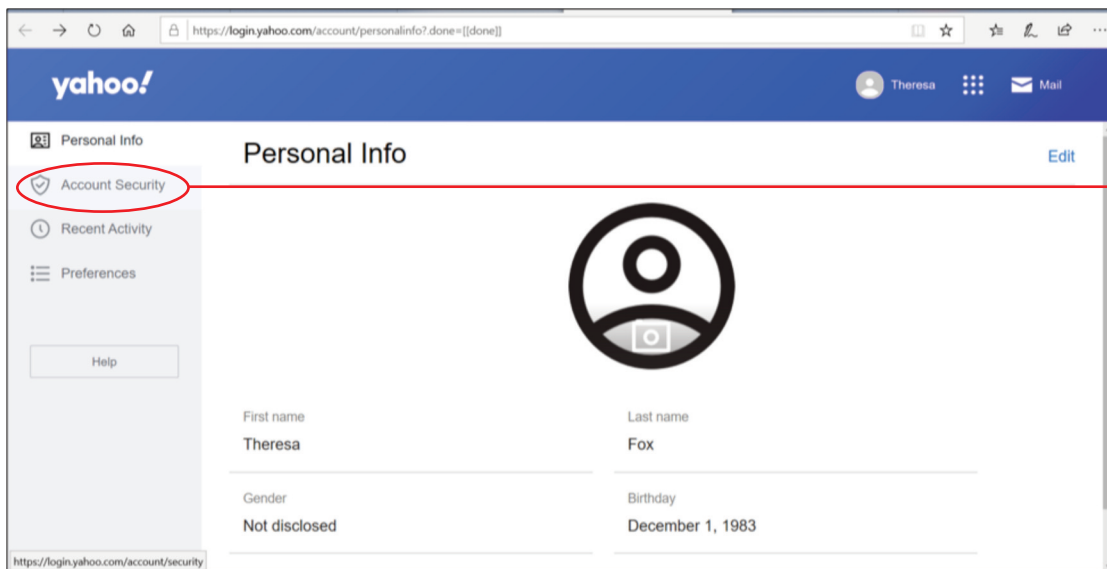 https://login.yahoo.com/account/personalinfo?.done=[[done]]
yahoo!
Theresa
Mail
Personal Info
Account Security
Recent Activity
Preferences
Help
Personal Info
Edit
First name
Last name
Theresa
Fox
Gender
Birthday
Not disclosed
December 1, 1983
https://login.yahoo.com/account/security